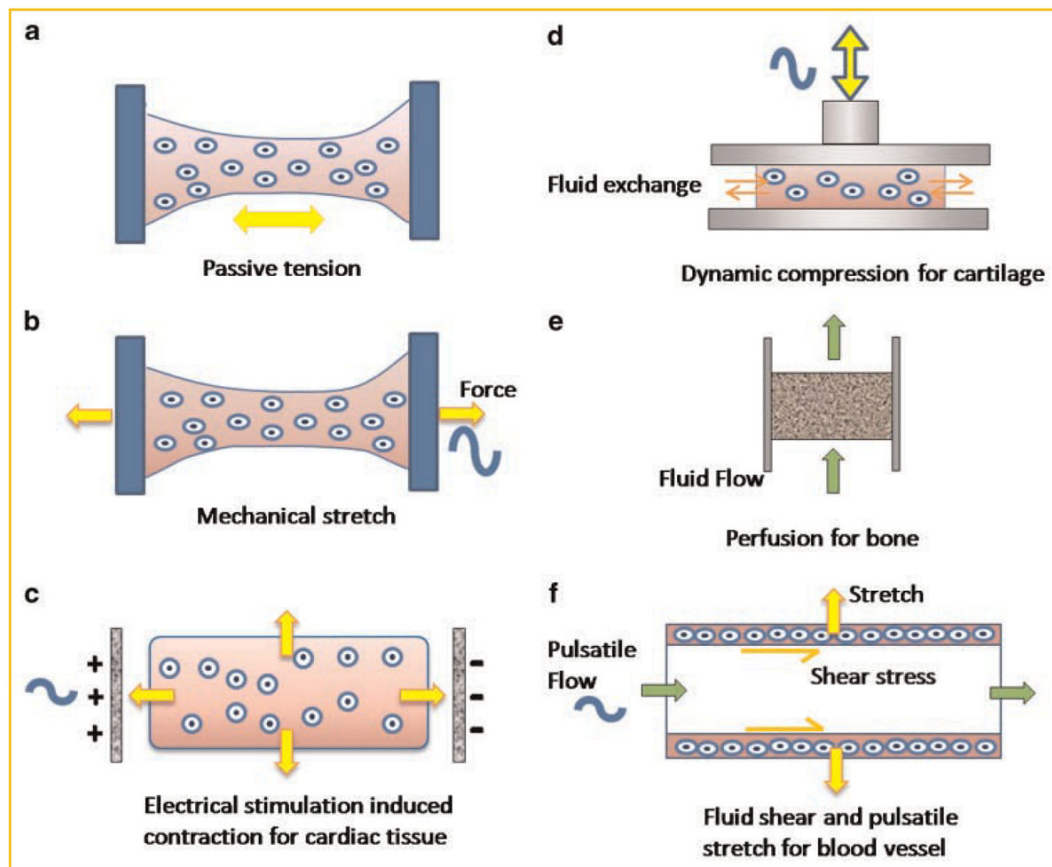 a
Passive tension
b
Force
Mechanical stretch
c
+
+
+
-
-
-
Electrical stimulation induced
contraction for cardiac tissue
d
Fluid exchange
Dynamic compression for cartilage
e
Fluid Flow
Perfusion for bone
f
Stretch
Pulsatile
Flow
Shear stress
Fluid shear and pulsatile
stretch for blood vessel